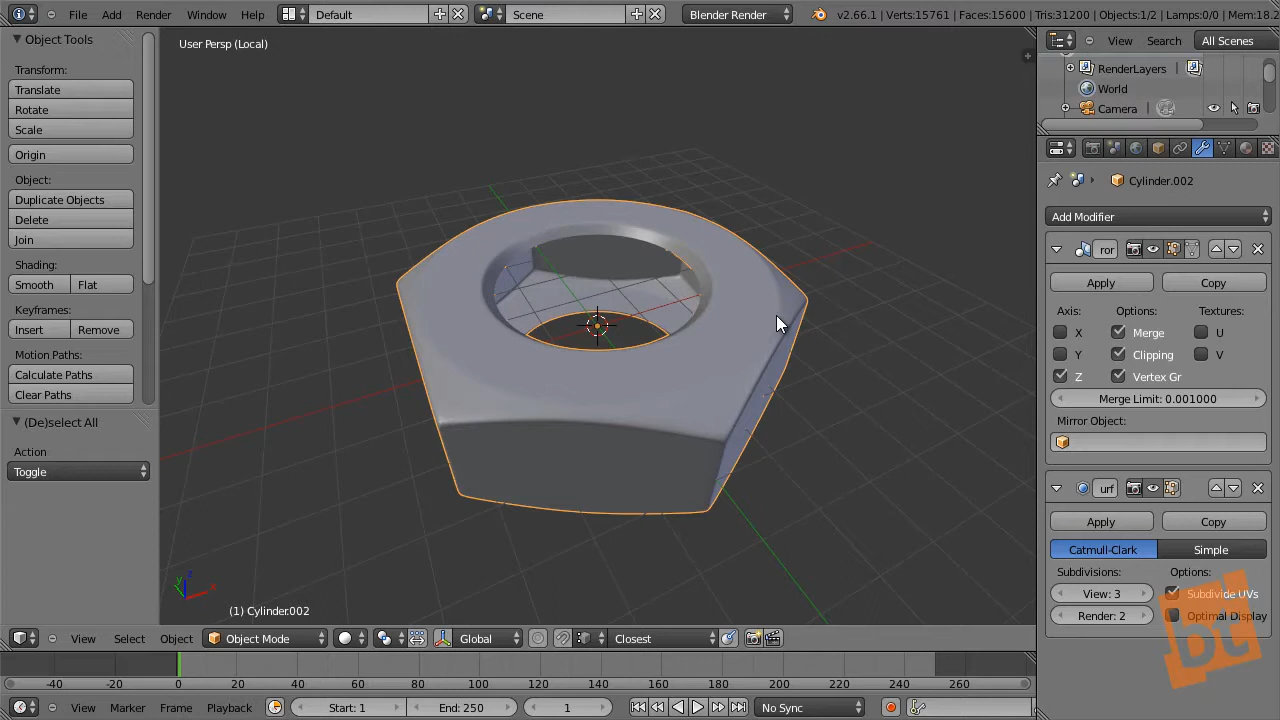 File Add Render Window Help Default Scene Blender Render v2.66.1 | Verts:15761 | Faces:15600 | Tris:31200 | Objects:1/2 | Lamps:0/0 | Mem:18.2
Object Tools
Transform:
Translate
Rotate
Scale
Origin
Object:
Duplicate Objects
Delete
Join
Shading:
Smooth Flat
Keyframes:
Insert Remove
Motion Paths:
Calculate Paths
Clear Paths
(De)select All
Action
Toggle
User Persp (Local)
y z x
(1) Cylinder.002
View Search All Scenes
RenderLayers
World
Camera
Cylinder.002
Add Modifier
ror
Apply Copy
Axis: Options: Textures:
X Merge U
Y Clipping V
Z Vertex Gr
Merge Limit: 0.001000
Mirror Object:
urf
Apply Copy
Catmull-Clark Simple
Subdivisions: Options:
View: 3 Subdivide UVs
Render: 2 Optimal Display
bt
View Select Object Object Mode Global Closest
-40 -20 0 20 40 60 80 100 120 140 160 180 200 220 240 260
View Marker Frame Playback Start: 1 End: 250 1 No Sync